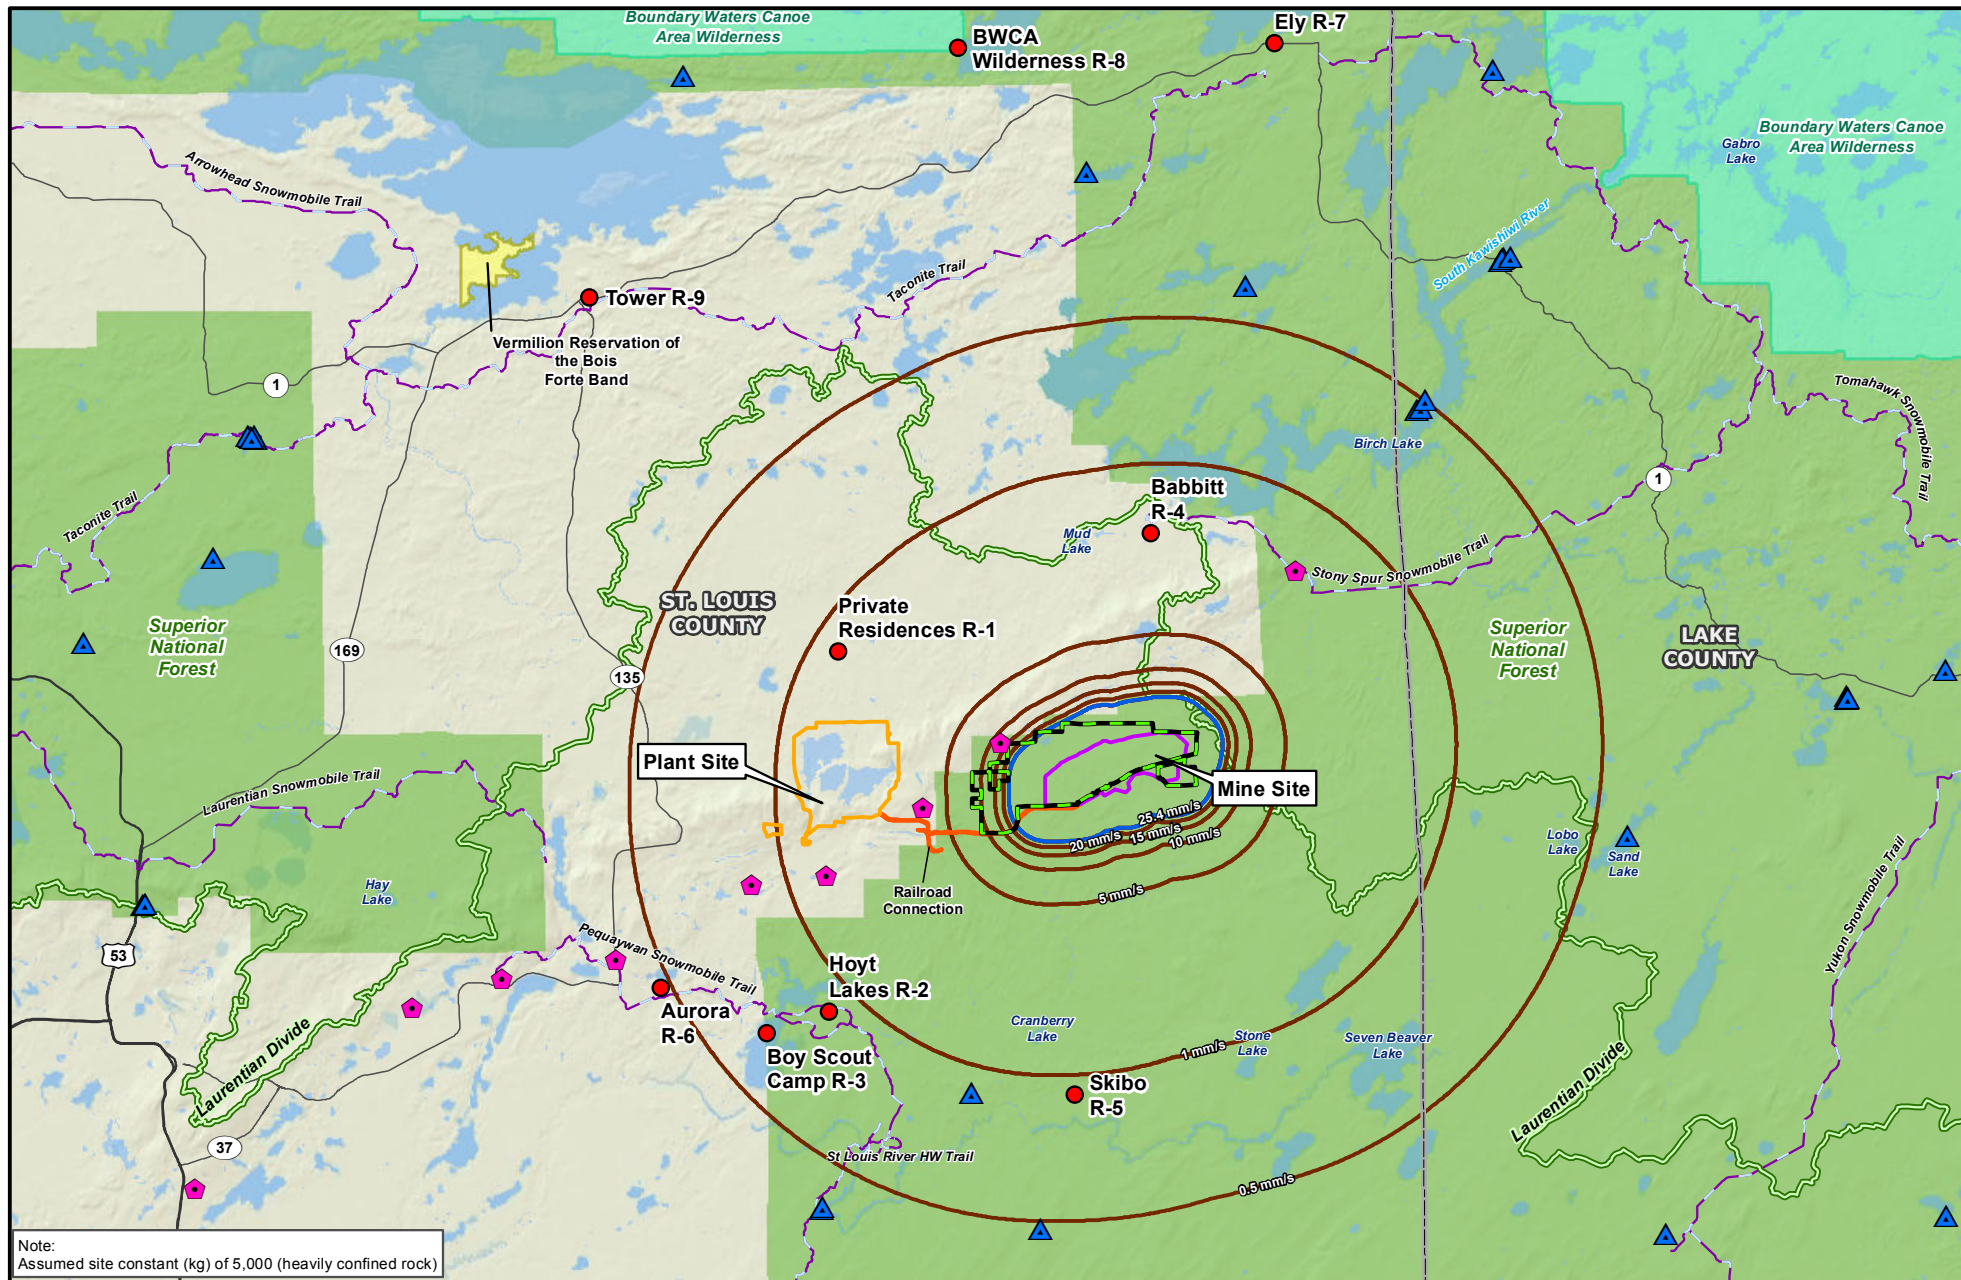 Boundary Waters Canoe
Area Wilderness
BWCA
Wilderness R-8
Ely R-7
Boundary Waters Canoe
Area Wilderness
Gabro
Lake
Arrowhead Snowmobile Trail
South Kawishiwi River
Taconite Trail
Tower R-9
Vermilion Reservation of
the Bois
Forte Band
1
Tomahawk Snowmobile Trail
Birch Lake
1
Babbitt
R-4
Taconite Trail
Mud
Lake
Stony Spur Snowmobile Trail
ST. LOUIS
COUNTY
Private
Residences R-1
Superior
National
Forest
169
135
Superior
National
Forest
LAKE
COUNTY
Plant Site
Mine Site
Laurentian Snowmobile Trail
25.4 mm/s
20 mm/s
15 mm/s
10 mm/s
5 mm/s
Lobo
Lake
Sand
Lake
Hay
Lake
Railroad
Connection
Yukon Snowmobile Trail
53
Pequaywan Snowmobile Trail
Hoyt
Lakes R-2
Aurora
R-6
Boy Scout
Camp R-3
Cranberry
Lake
1 mm/s
Stone
Lake
Seven Beaver
Lake
Laurentian Divide
Skibo
R-5
Laurentian Divide
37
St Louis River HW Trail
0.5 mm/s
Note:
Assumed site constant (kg) of 5,000 (heavily confined rock)